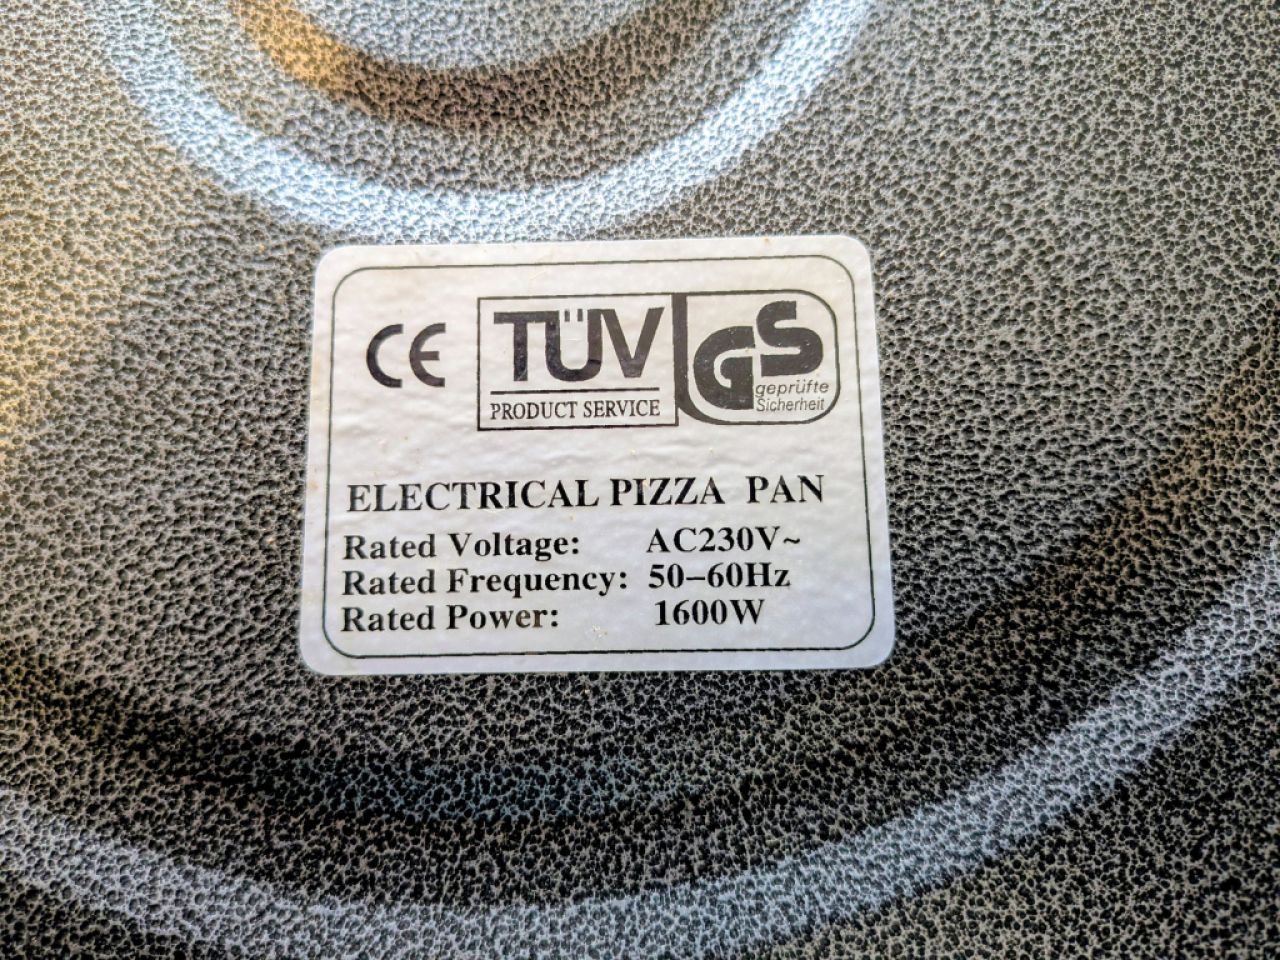 CE
TÜV
PRODUCT SERVICE
GS
geprüfte
Sicherheit
ELECTRICAL PIZZA PAN
Rated Voltage: AC230V~
Rated Frequency: 50-60Hz
Rated Power: 1600W